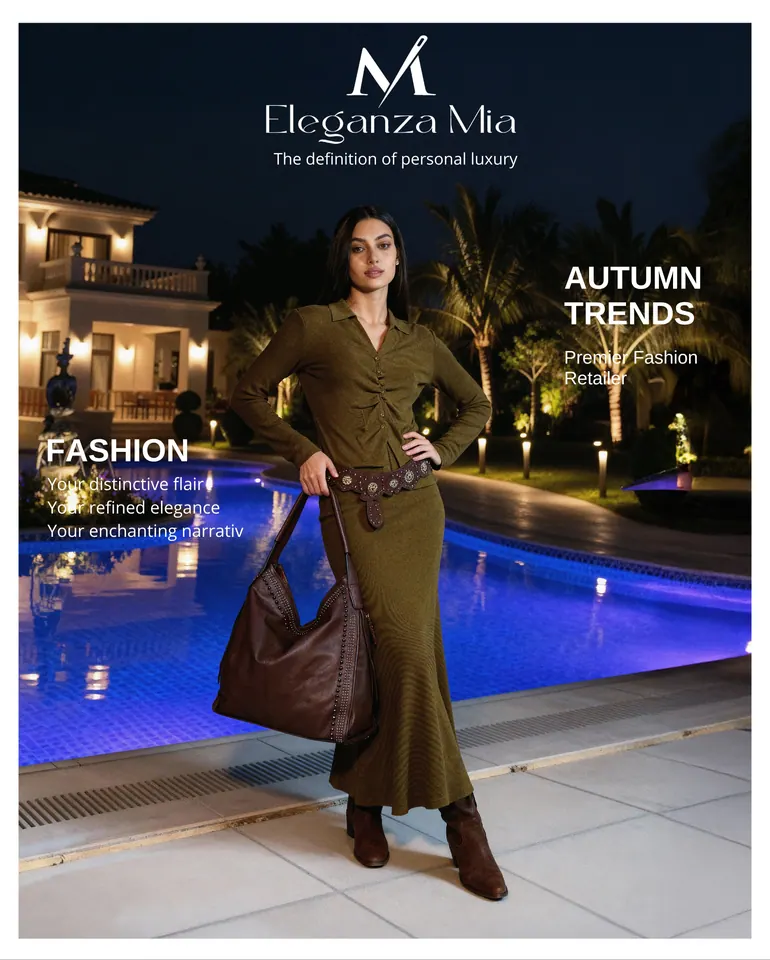 M
Eleganza Mia
The definition of personal luxury
AUTUMN
TRENDS
Premier Fashion
Retailer
FASHION
Your distinctive flair
Your refined elegance
Your enchanting narrativ